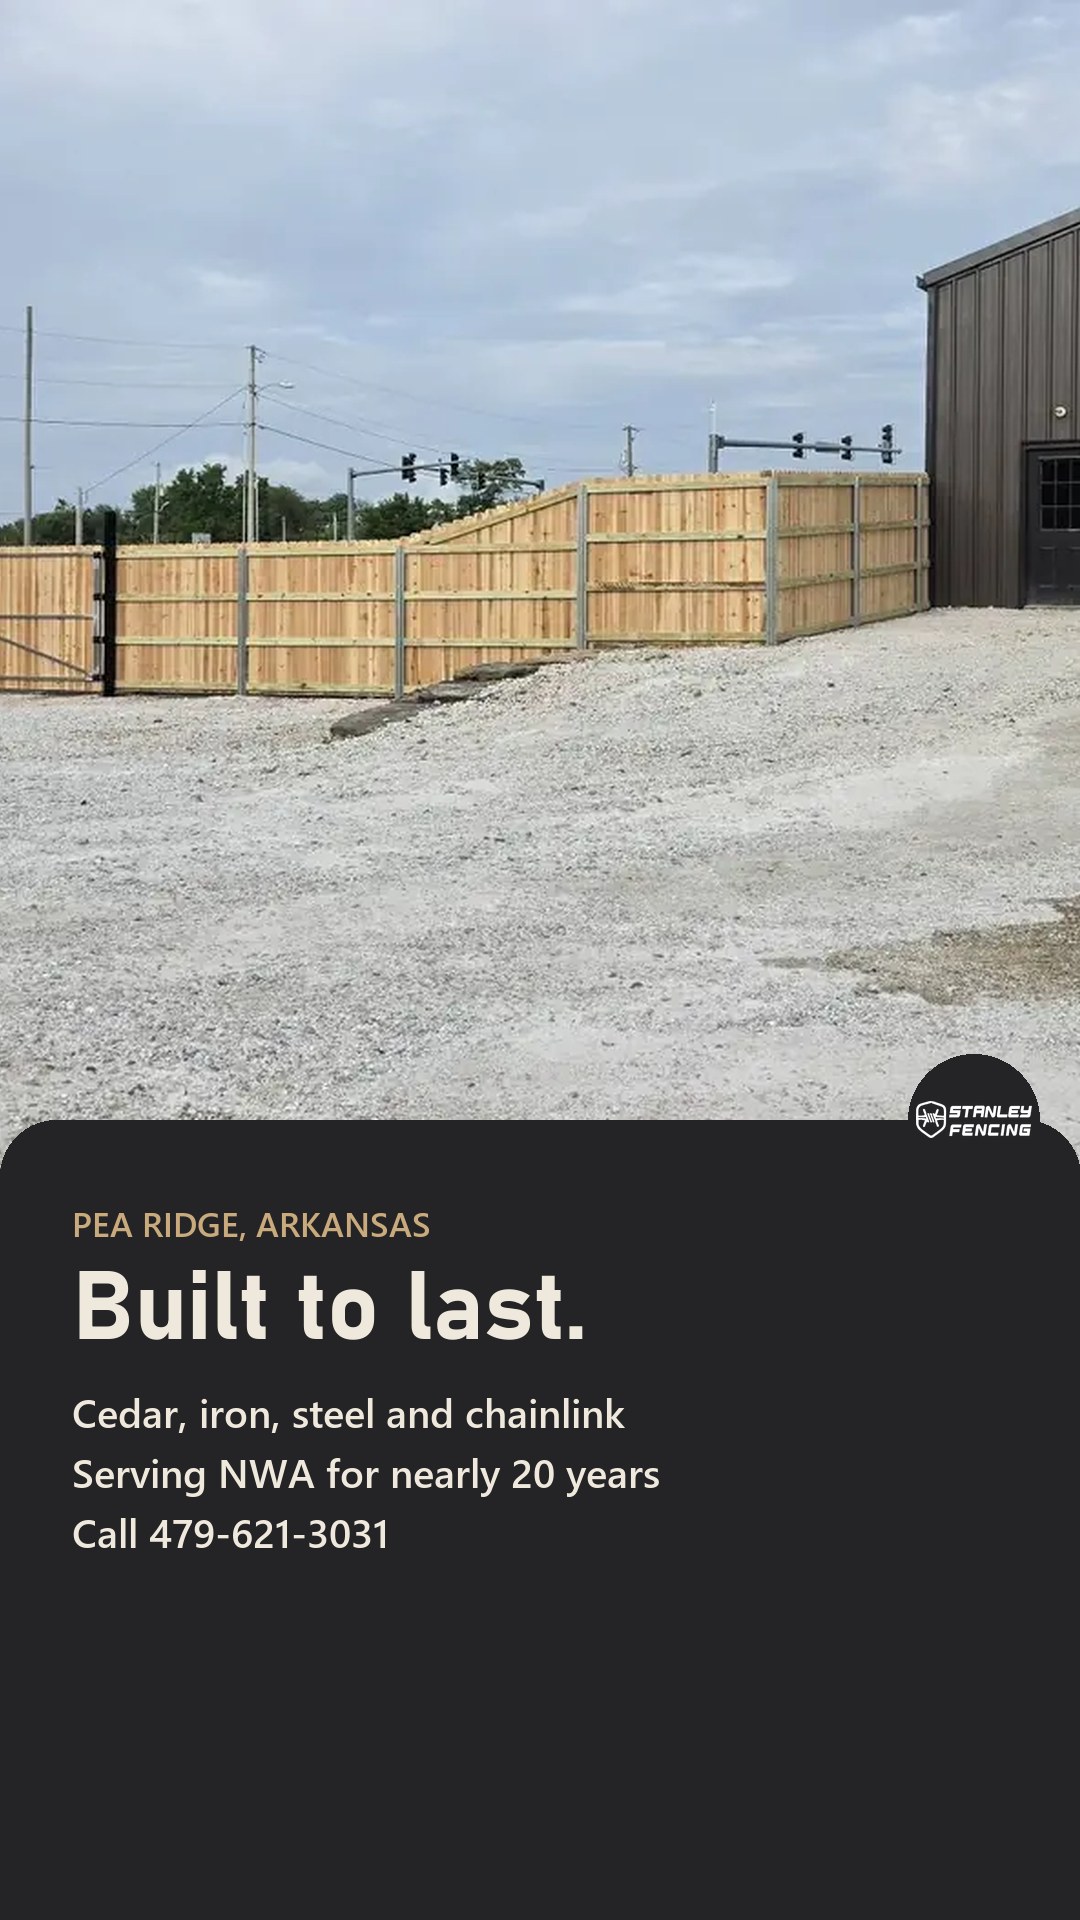 STANLEY
FENCING
PEA RIDGE, ARKANSAS
Built to last.
Cedar, iron, steel and chainlink
Serving NWA for nearly 20 years
Call 479-621-3031